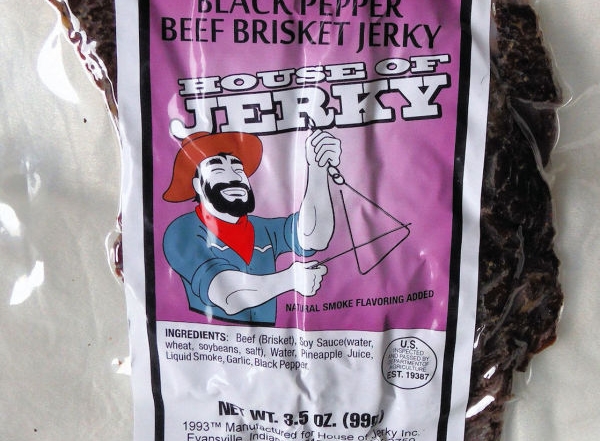 BLACK PEPPER
BEEF BRISKET JERKY
HOUSE OF
JERKY
NATURAL SMOKE FLAVORING ADDED
INGREDIENTS: Beef (Brisket), Soy Sauce(water,
wheat, soybeans, salt), Water, Pineapple Juice,
Liquid Smoke, Garlic, Black Pepper
U.S.
INSPECTED
AND PASSED BY
DEPARTMENT OF
AGRICULTURE
EST. 19387
NET WT. 3.5 OZ. (99g)
1993™ Manufactured for House of Jerky Inc.
Evansville,